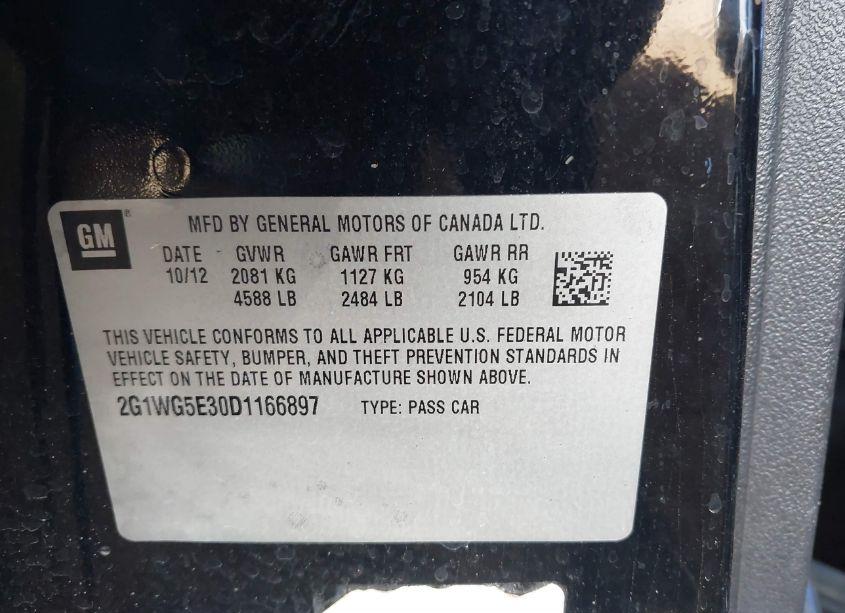 GM®
MFD BY GENERAL MOTORS OF CANADA LTD.
DATE GVWR GAWR FRT GAWR RR
10/12 2081 KG 1127 KG 954 KG
4588 LB 2484 LB 2104 LB
THIS VEHICLE CONFORMS TO ALL APPLICABLE U.S. FEDERAL MOTOR
VEHICLE SAFETY, BUMPER, AND THEFT PREVENTION STANDARDS IN
EFFECT ON THE DATE OF MANUFACTURE SHOWN ABOVE.
2G1WG5E30D1166897 TYPE: PASS CAR